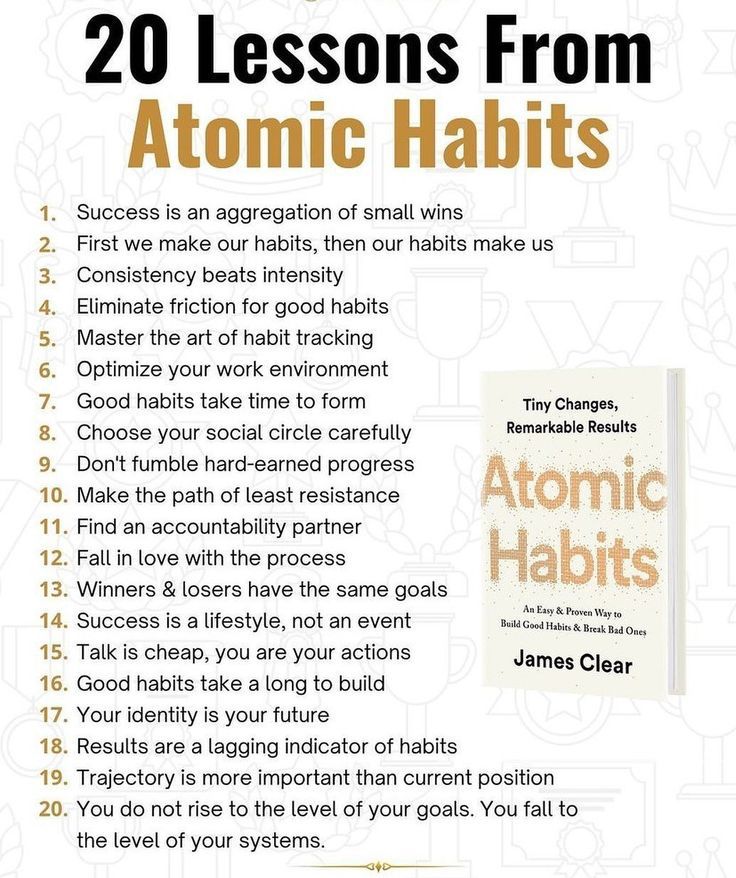 20 Lessons From
Atomic Habits
1. Success is an aggregation of small wins
2. First we make our habits, then our habits make us
3. Consistency beats intensity
4. Eliminate friction for good habits
5. Master the art of habit tracking
6. Optimize your work environment
7. Good habits take time to form
8. Choose your social circle carefully
9. Don't fumble hard-earned progress
10. Make the path of least resistance
11. Find an accountability partner
12. Fall in love with the process
13. Winners & losers have the same goals
14. Success is a lifestyle, not an event
15. Talk is cheap, you are your actions
16. Good habits take a long to build
17. Your identity is your future
18. Results are a lagging indicator of habits
19. Trajectory is more important than current position
20. You do not rise to the level of your goals. You fall to
the level of your systems.
Tiny Changes,
Remarkable Results
Atomic
Habits
An Easy & Proven Way to
Build Good Habits & Break Bad Ones
James Clear